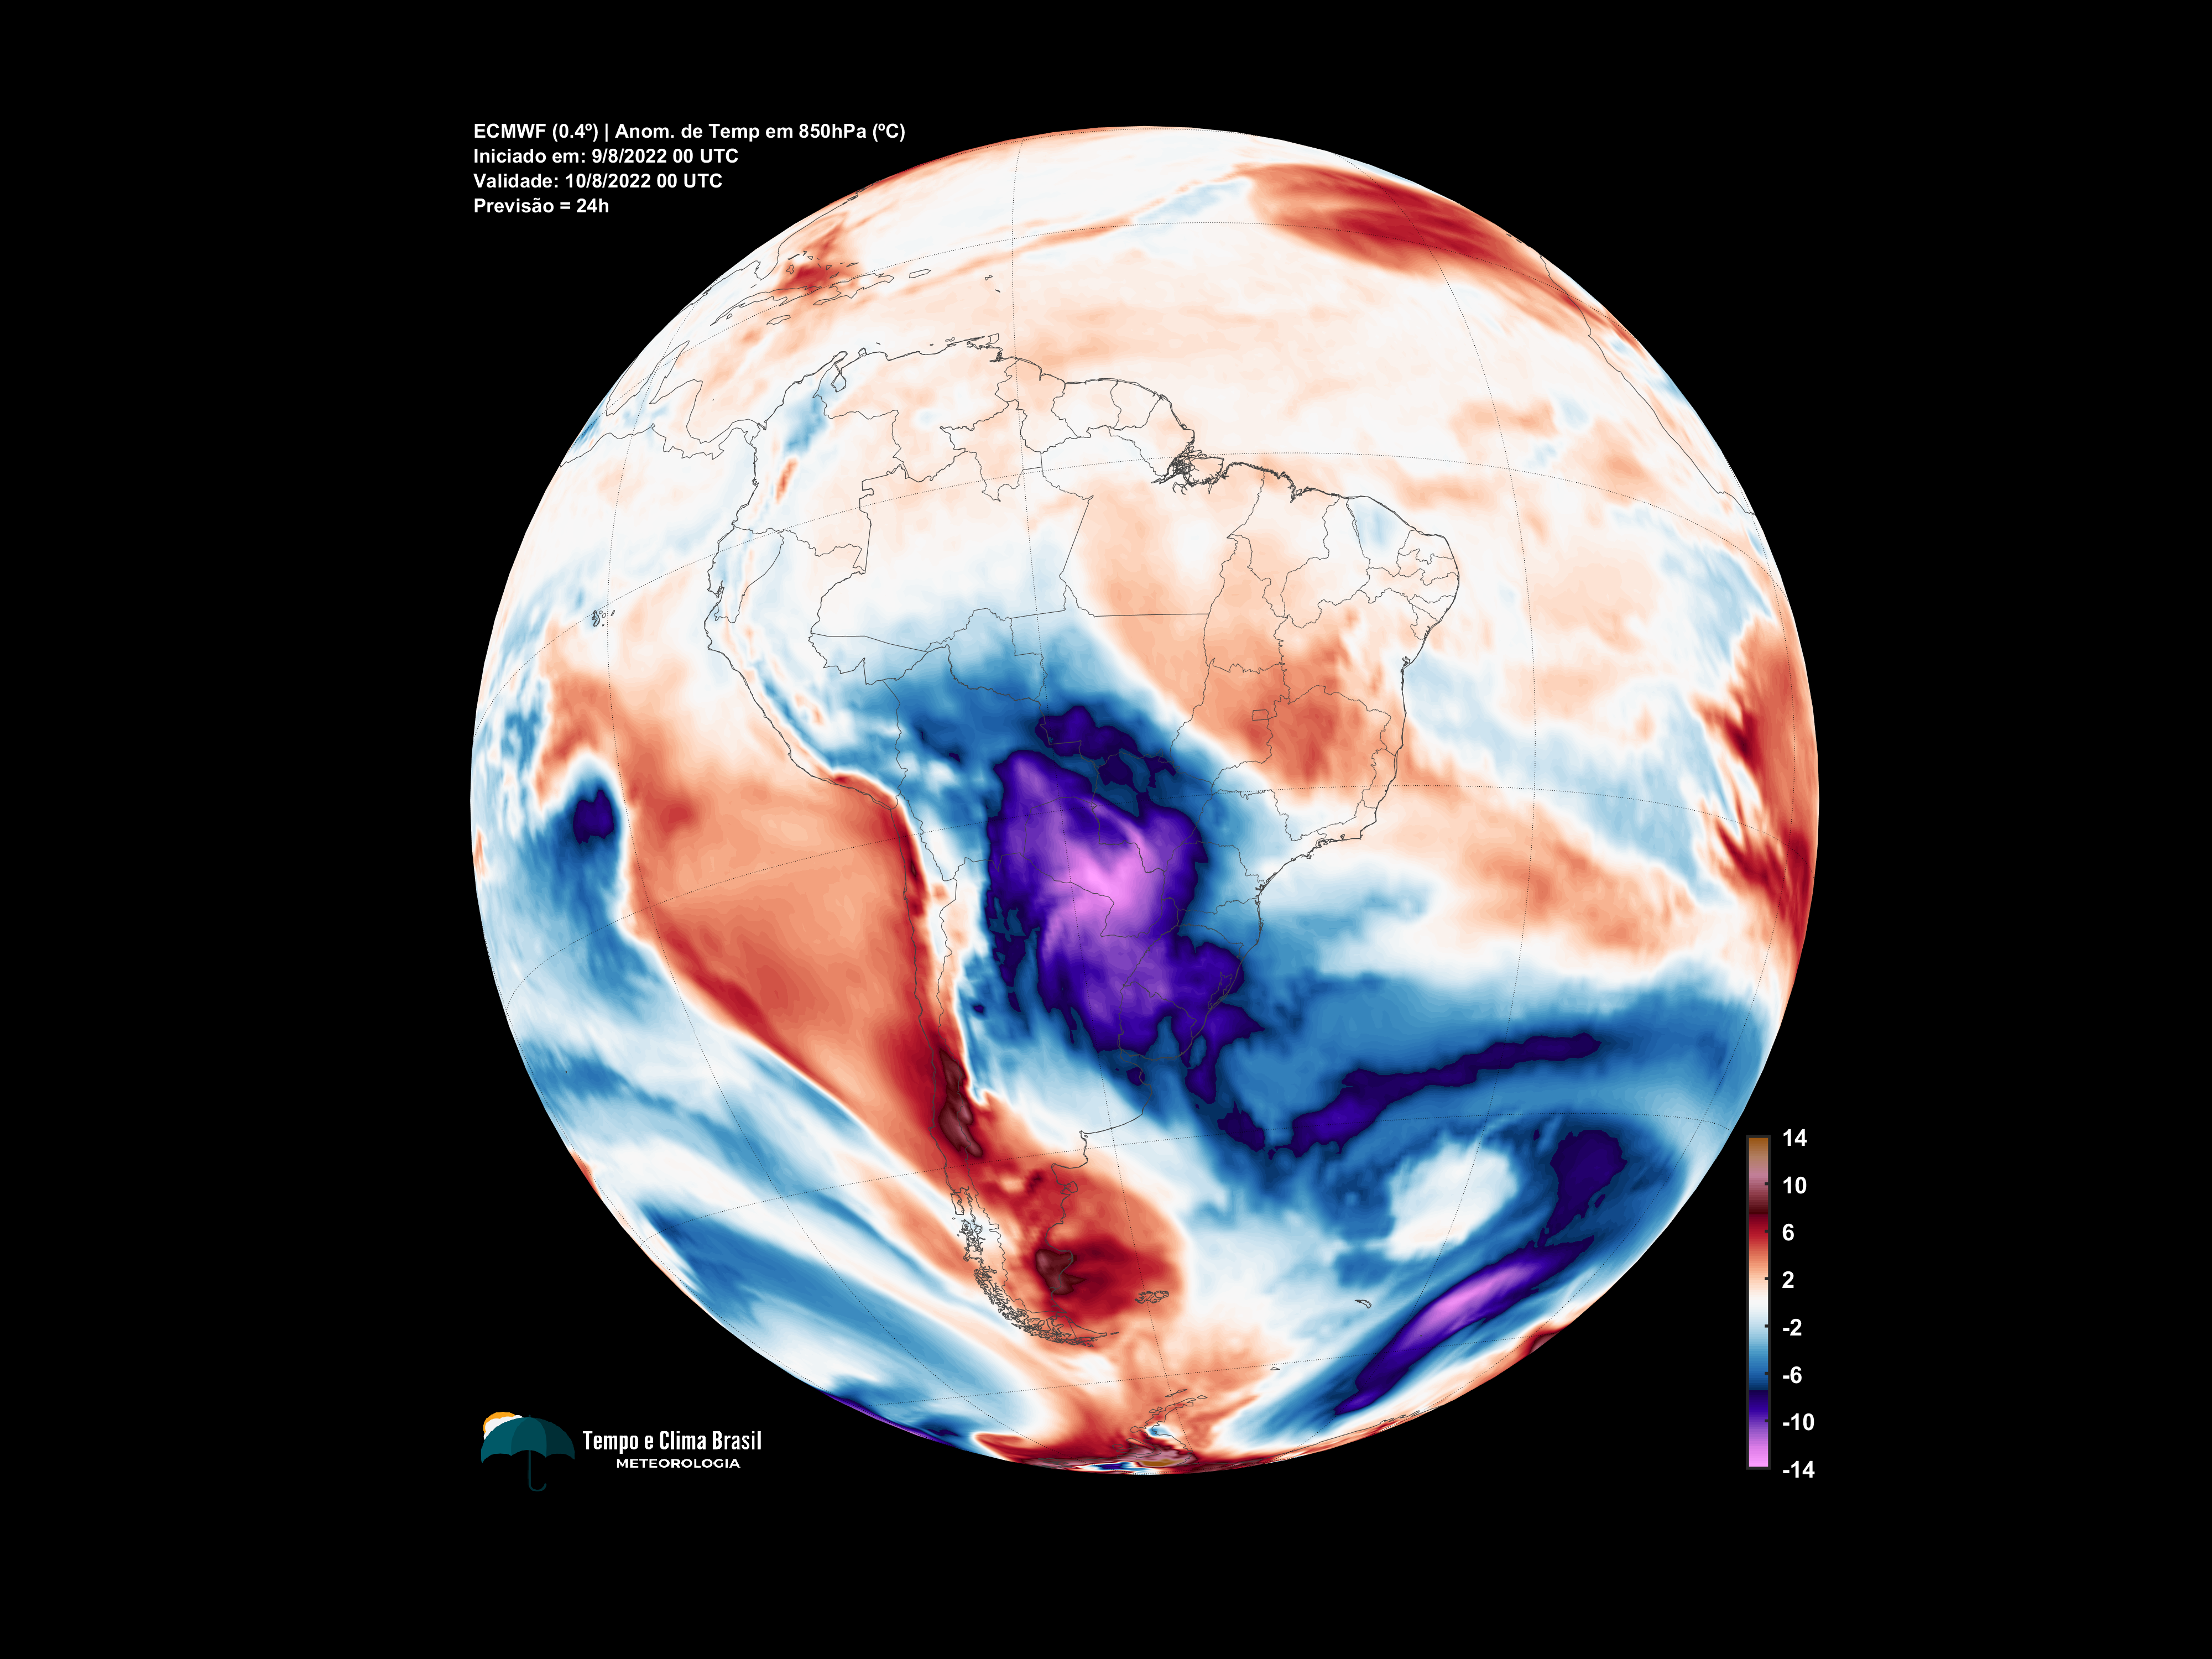 ECMWF (0.4º) | Anom. de Temp em 850hPa (ºC)
Iniciado em: 9/8/2022 00 UTC
Validade: 10/8/2022 00 UTC
Previsão = 24h
14
10
6
2
-2
-6
-10
-14
Tempo e Clima Brasil
METEOROLOGIA